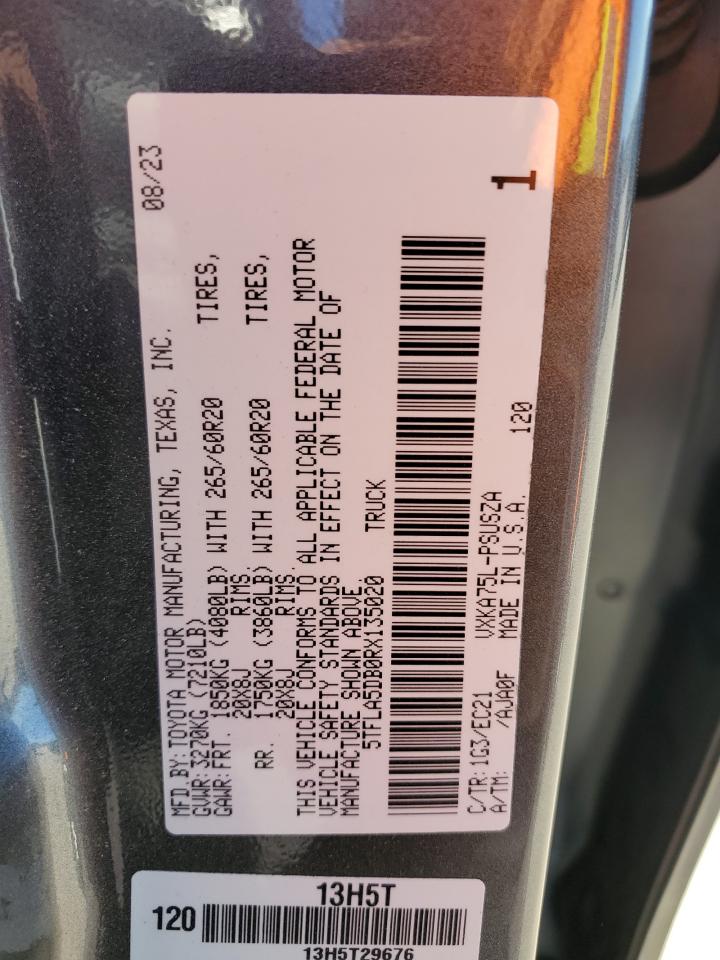 MFD BY:TOYOTA MOTOR MANUFACTURING, TEXAS, INC. 08/23
GVWR:3270KG (7210LB)
GAWR:FRT. 1850KG (4080LB) WITH 265/60R20 TIRES,
20X8J RIMS,
RR. 1750KG (3860LB) WITH 265/60R20 TIRES,
20X8J RIMS.
THIS VEHICLE CONFORMS TO ALL APPLICABLE FEDERAL MOTOR
VEHICLE SAFETY STANDARDS IN EFFECT ON THE DATE OF
MANUFACTURE SHOWN ABOVE.
5TFLA5DB0RX135020 TRUCK
C/TR:1G3/EC21 VXKA75L-PSUSZA 120
A/TM: /AJA0F MADE IN U.S.A. 1
13H5T
120
13H5T29676